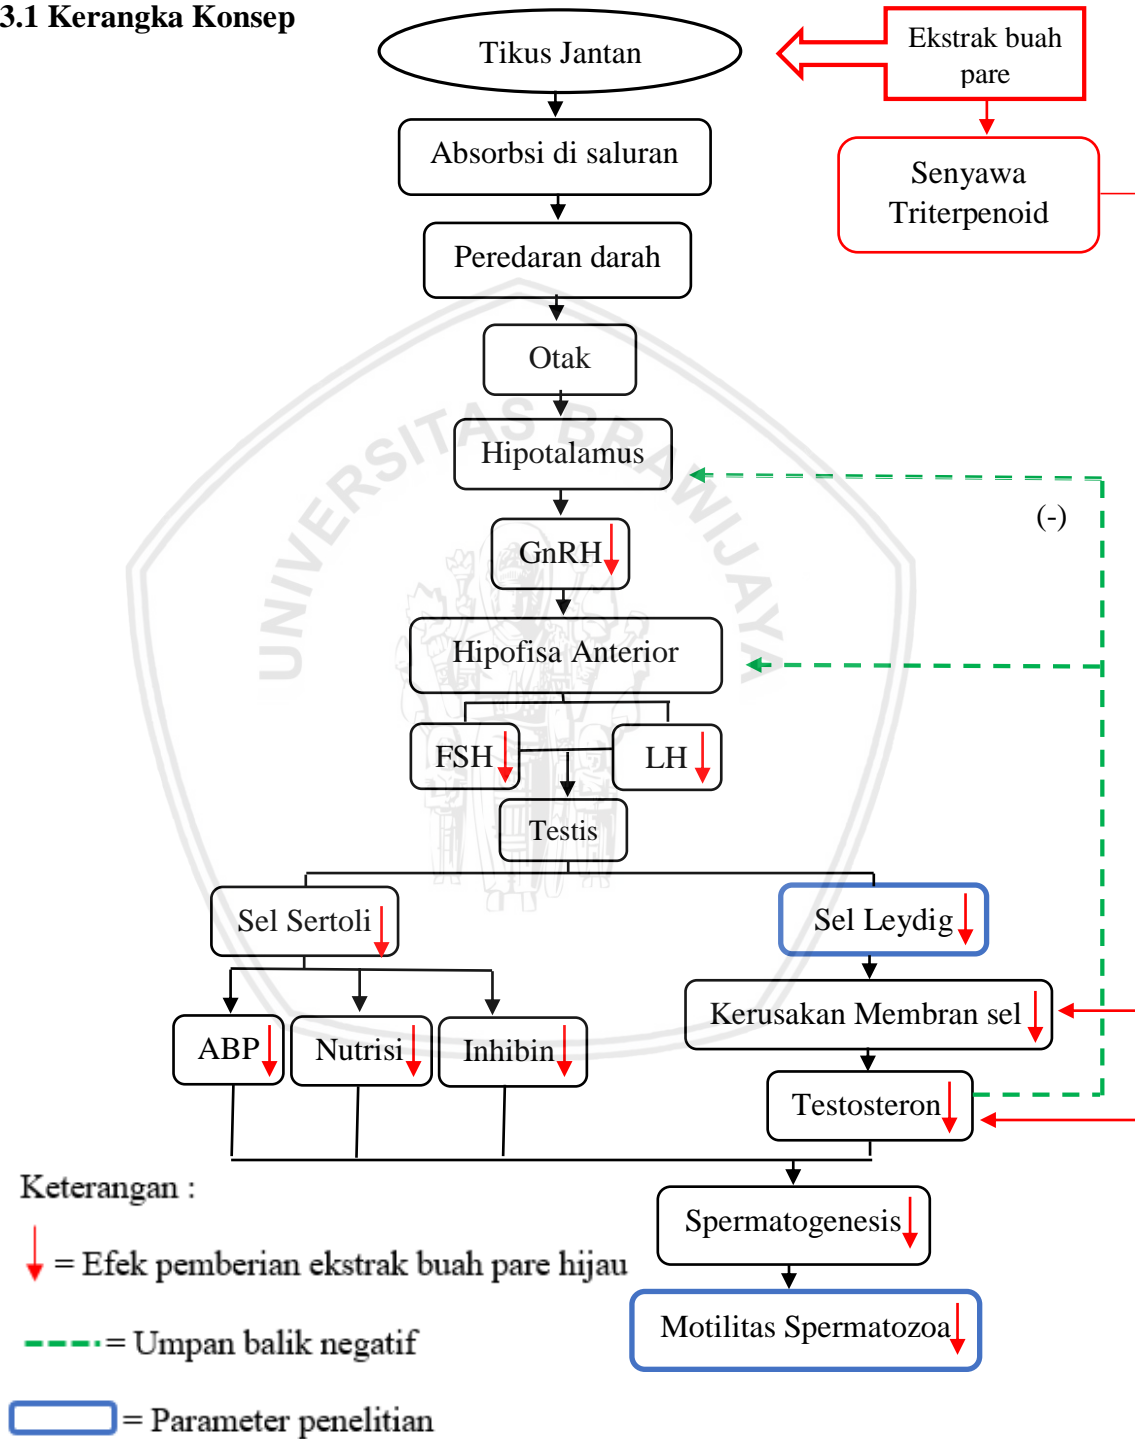 3.1 Kerangka Konsep
Tikus Jantan
Ekstrak buah
pare
Absorbsi di saluran
Senyawa
Triterpenoid
Peredaran darah
Otak
UNIVERSITAS BRAWIJAYA
Hipotalamus
(-)
GnRH
Hipofisa Anterior
FSH
LH
Testis
Sel Sertoli
Sel Leydig
Kerusakan Membran sel
ABP
Nutrisi
Inhibin
Testosteron
Keterangan :
Spermatogenesis
= Efek pemberian ekstrak buah pare hijau
Motilitas Spermatozoa
= Umpan balik negatif
= Parameter penelitian